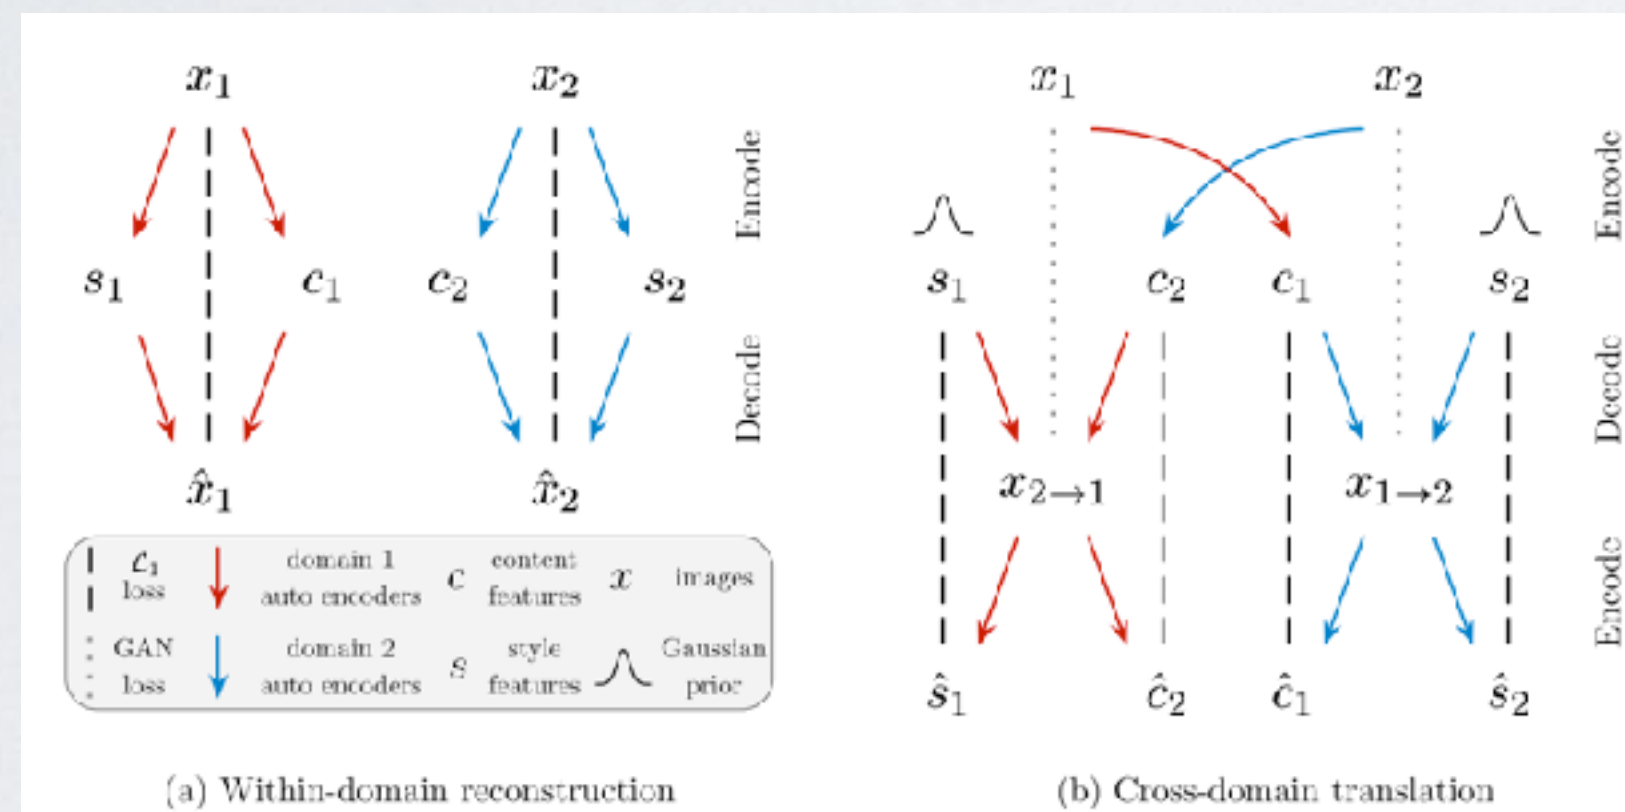 x₁ x₂
Encode
s₁ c₁ c₂ s₂
Decode
x̂₁ x̂₂
ℒ₁ loss
domain 1 auto encoders
c content features
x images
GAN loss
domain 2 auto encoders
s style features
Gaussian prior
(a) Within-domain reconstruction
x₁ x₂
Encode
s₁ c₂ c₁ s₂
Decode
x₂→₁ x₁→₂
Encode
ŝ₁ ĉ₂ ĉ₁ ŝ₂
(b) Cross-domain translation